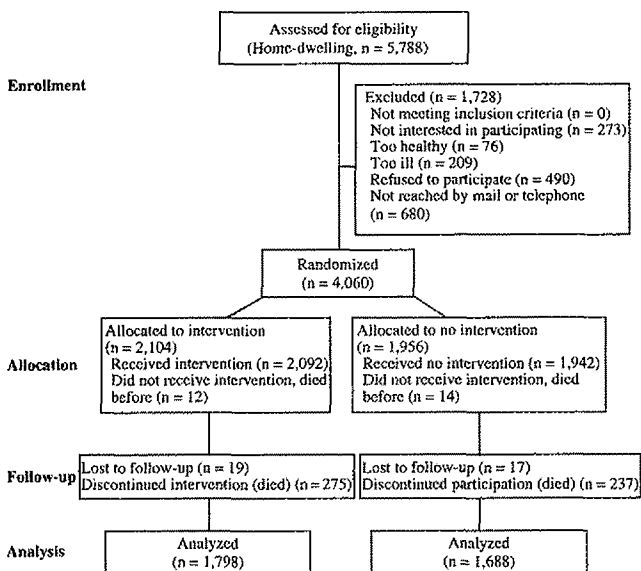 Assessed for eligibility
(Home-dwelling, n = 5,788)
Enrollment
Excluded (n = 1,728)
Not meeting inclusion criteria (n = 0)
Not interested in participating (n = 273)
Too healthy (n = 76)
Too ill (n = 209)
Refused to participate (n = 490)
Not reached by mail or telephone
(n = 680)
Randomized
(n = 4,060)
Allocation
Allocated to intervention
(n = 2,104)
Received intervention (n = 2,092)
Did not receive intervention, died
before (n = 12)
Allocated to no intervention
(n = 1,956)
Received no intervention (n = 1,942)
Did not receive intervention, died
before (n = 14)
Follow-up
Lost to follow-up (n = 19)
Discontinued intervention (died) (n = 275)
Lost to follow-up (n = 17)
Discontinued participation (died) (n = 237)
Analysis
Analyzed
(n = 1,798)
Analyzed
(n = 1,688)